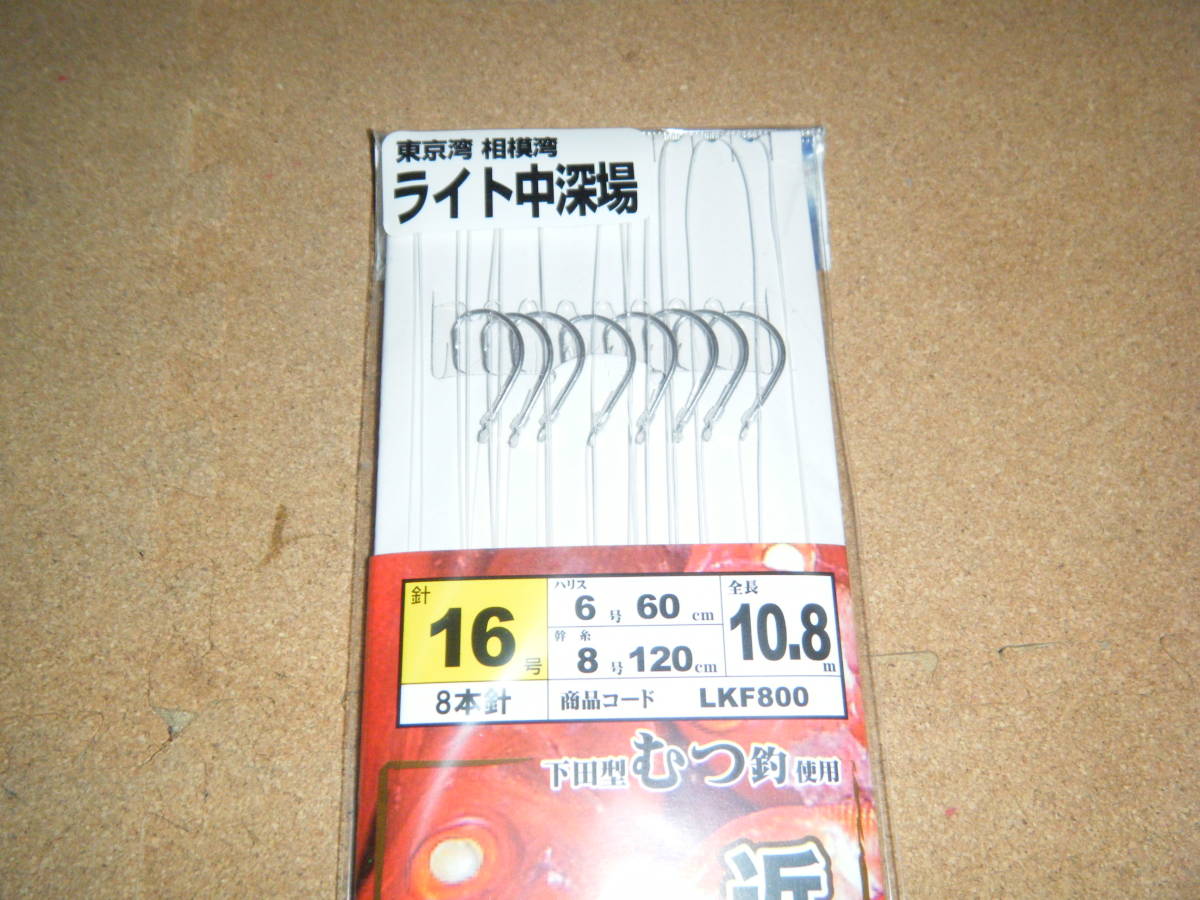 東京湾 相模湾
ライト中深場
針
16号
8本針
ハリス
6号 60cm
幹糸
8号 120cm
全長
10.8m
商品コード LKF800
下田型むつ釣使用
近